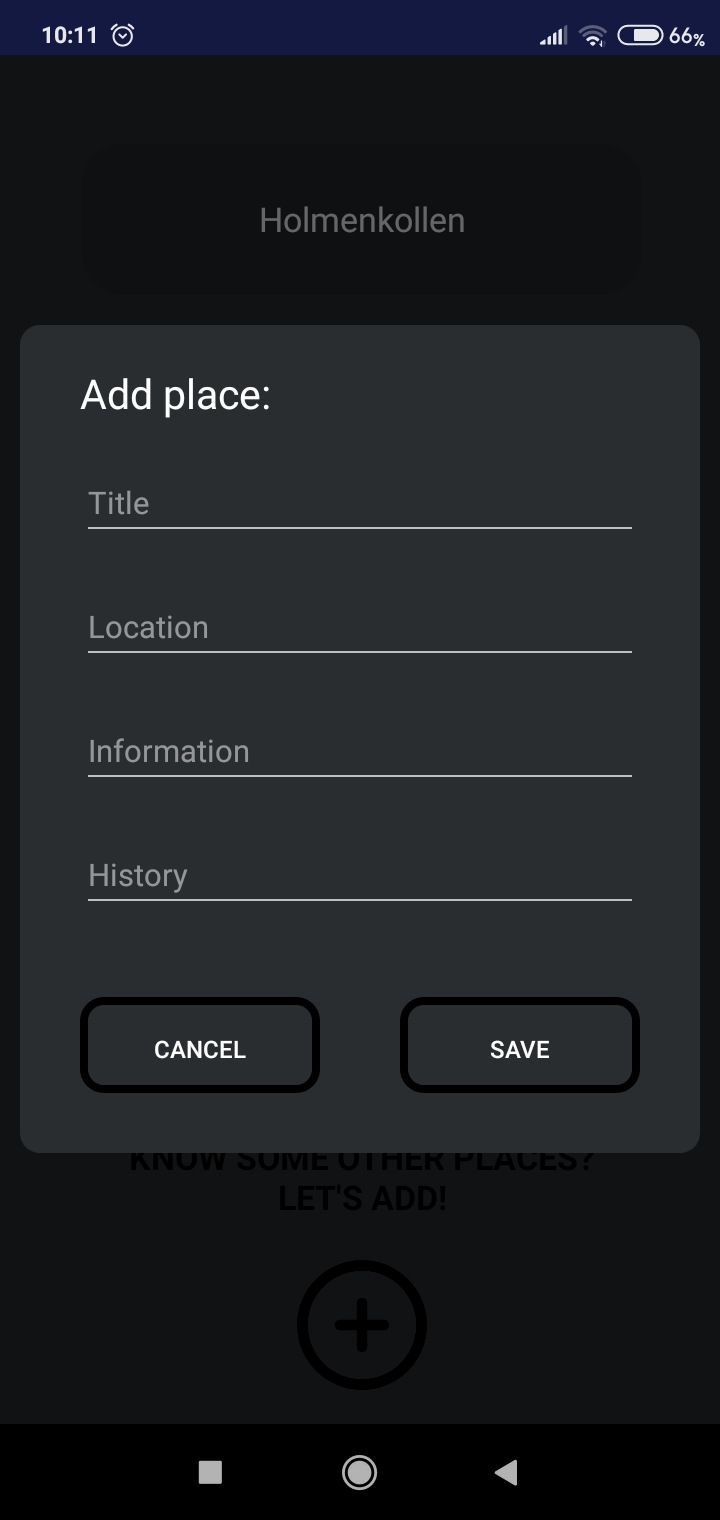 10:11
66%
Holmenkollen
Add place:
Title
Location
Information
History
CANCEL
SAVE
KNOW SOME OTHER PLACES?
LET'S ADD!